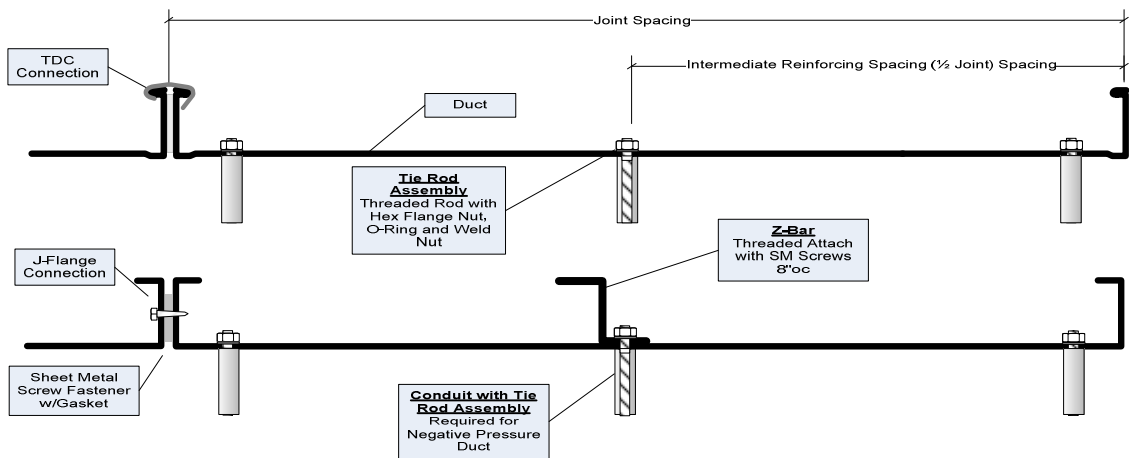 Joint Spacing
TDC
Connection
Intermediate Reinforcing Spacing (½ Joint) Spacing
Duct
Tie Rod
Assembly
Threaded Rod with
Hex Flange Nut,
O-Ring and Weld
Nut
Z-Bar
Threaded Attach
with SM Screws
8"oc
J-Flange
Connection
Sheet Metal
Screw Fastener
w/Gasket
Conduit with Tie
Rod Assembly
Required for
Negative Pressure
Duct